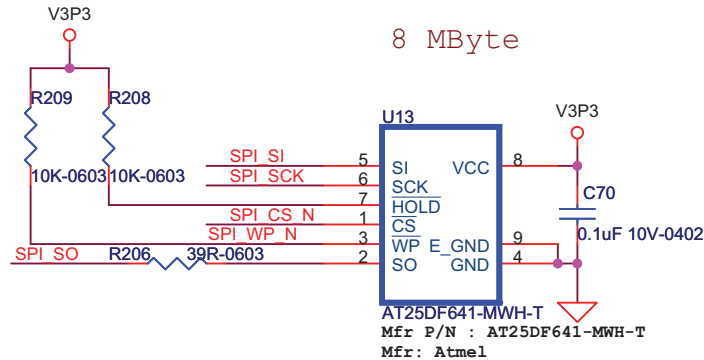 V3P3
8 MByte
R209
R208
U13
V3P3
10K-0603
10K-0603
SPI_SI
5
SI
VCC
8
SPI_SCK
6
SCK
7
HOLD
C70
SPI_CS_N
1
CS
SPI_WP_N
3
WP
E_GND
9
0.1uF 10V-0402
SPI_SO
R206
39R-0603
2
SO
GND
4
AT25DF641-MWH-T
Mfr P/N : AT25DF641-MWH-T
Mfr: Atmel